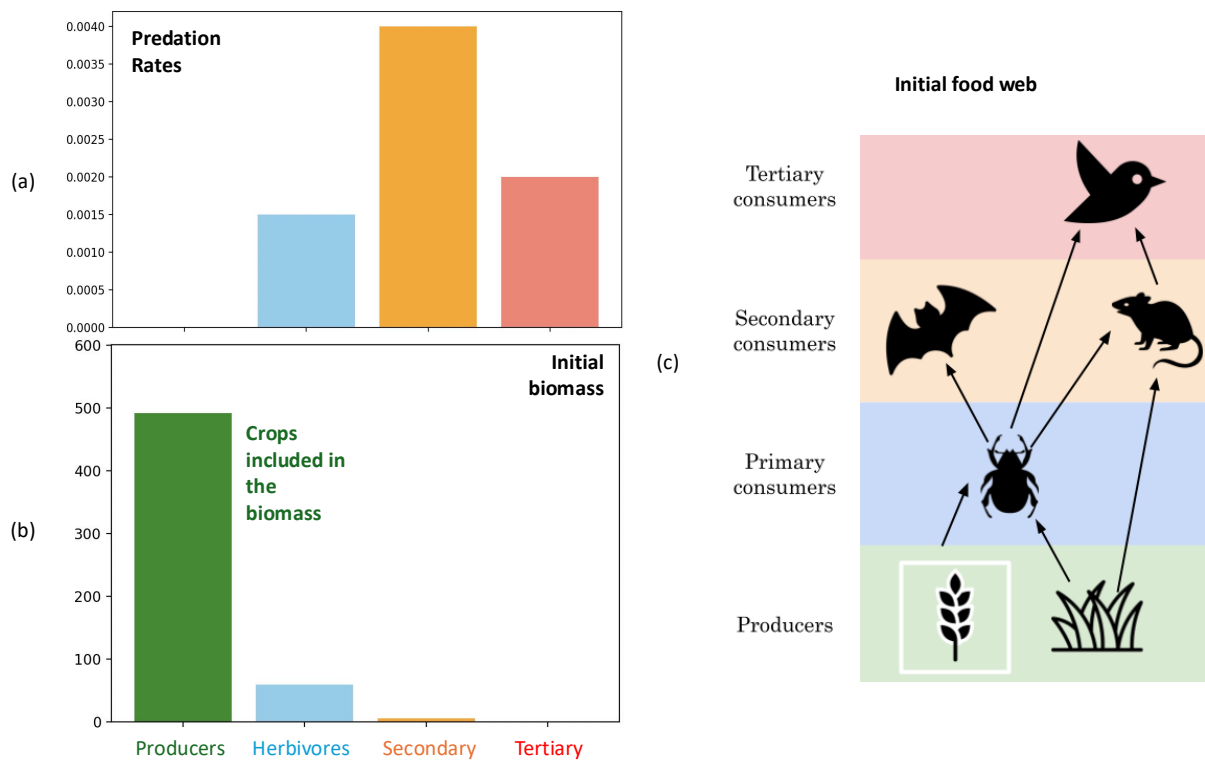 (a)
Predation
Rates
0.0040
0.0035
0.0030
0.0025
0.0020
0.0015
0.0010
0.0005
0.0000
(b)
Initial
biomass
600
500
400
300
200
100
0
Crops
included in
the
biomass
Producers
Herbivores
Secondary
Tertiary
(c)
Initial food web
Tertiary
consumers
Secondary
consumers
Primary
consumers
Producers